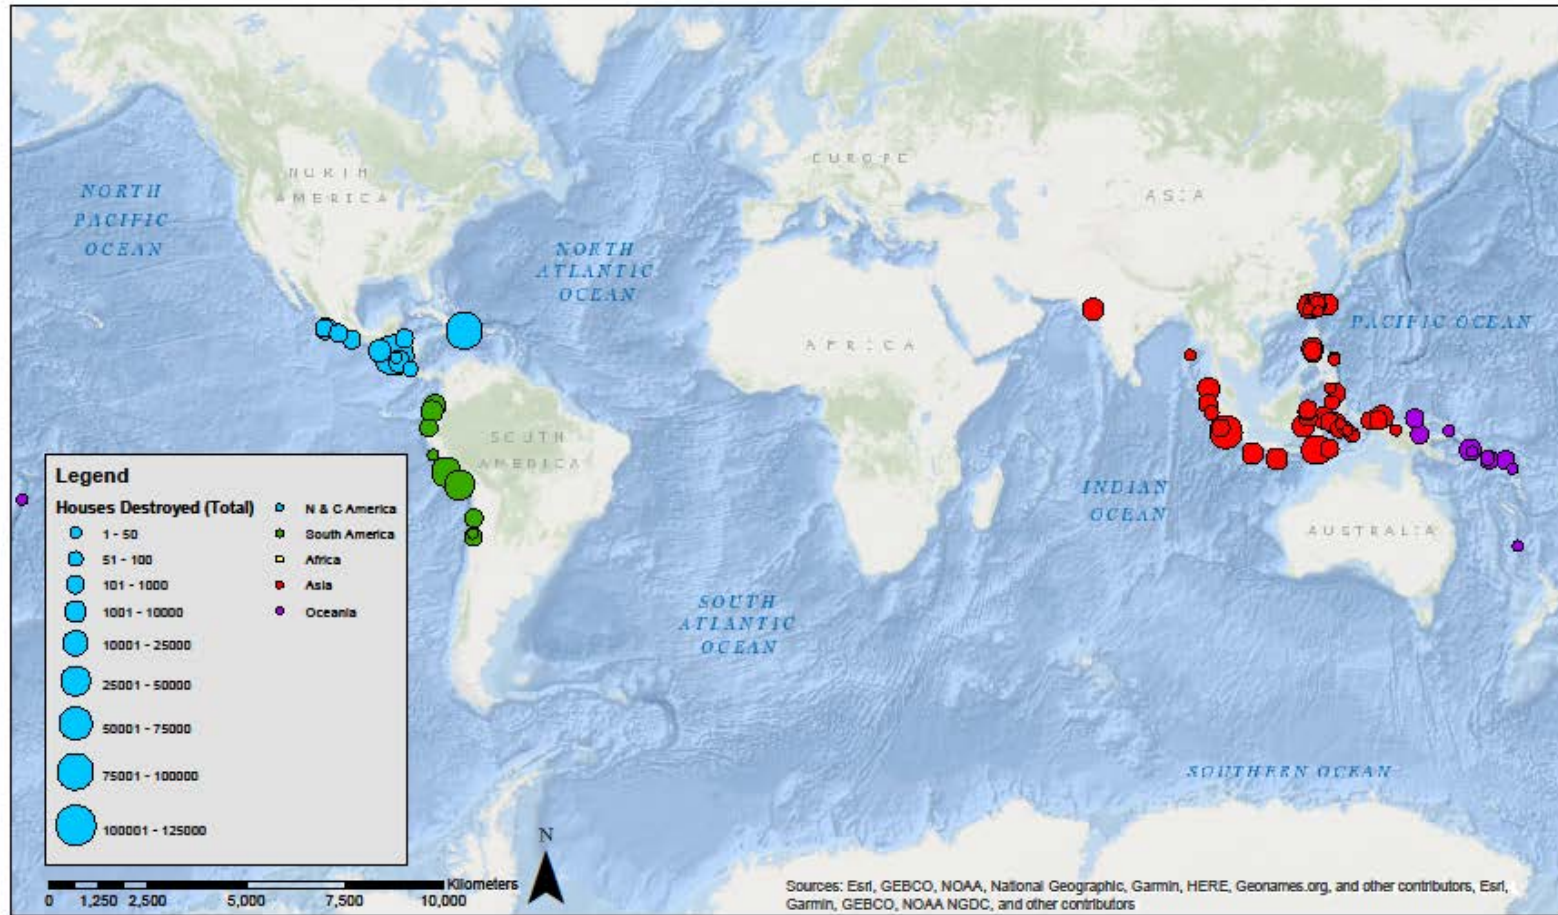 NORTH
PACIFIC
OCEAN
NORTH
AMERICA
NORTH
ATLANTIC
OCEAN
EUROPE
ASIA
PACIFIC OCEAN
AFRICA
SOUTH
AMERICA
INDIAN
OCEAN
AUSTRALIA
SOUTH
ATLANTIC
OCEAN
SOUTHERN OCEAN
Legend
Houses Destroyed (Total)
1 - 50
51 - 100
101 - 1000
1001 - 10000
10001 - 25000
25001 - 50000
50001 - 75000
75001 - 100000
100001 - 125000
N & C America
South America
Africa
Asia
Oceania
N
Kilometers
0 1,250 2,500 5,000 7,500 10,000
Sources: Esri, GEBCO, NOAA, National Geographic, Garmin, HERE, Geonames.org, and other contributors, Esri,
Garmin, GEBCO, NOAA NGDC, and other contributors